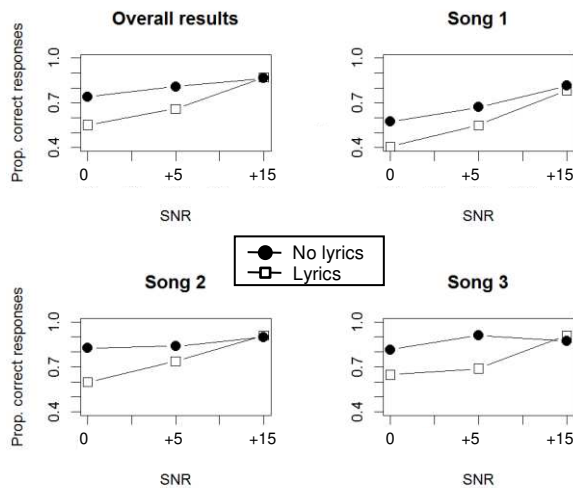 Overall results
Prop. correct responses
1.0
0.7
0.4
0 +5 +15
SNR
Song 1
1.0
0.7
0.4
0 +5 +15
SNR
No lyrics
Lyrics
Song 2
Prop. correct responses
1.0
0.7
0.4
0 +5 +15
SNR
Song 3
1.0
0.7
0.4
0 +5 +15
SNR